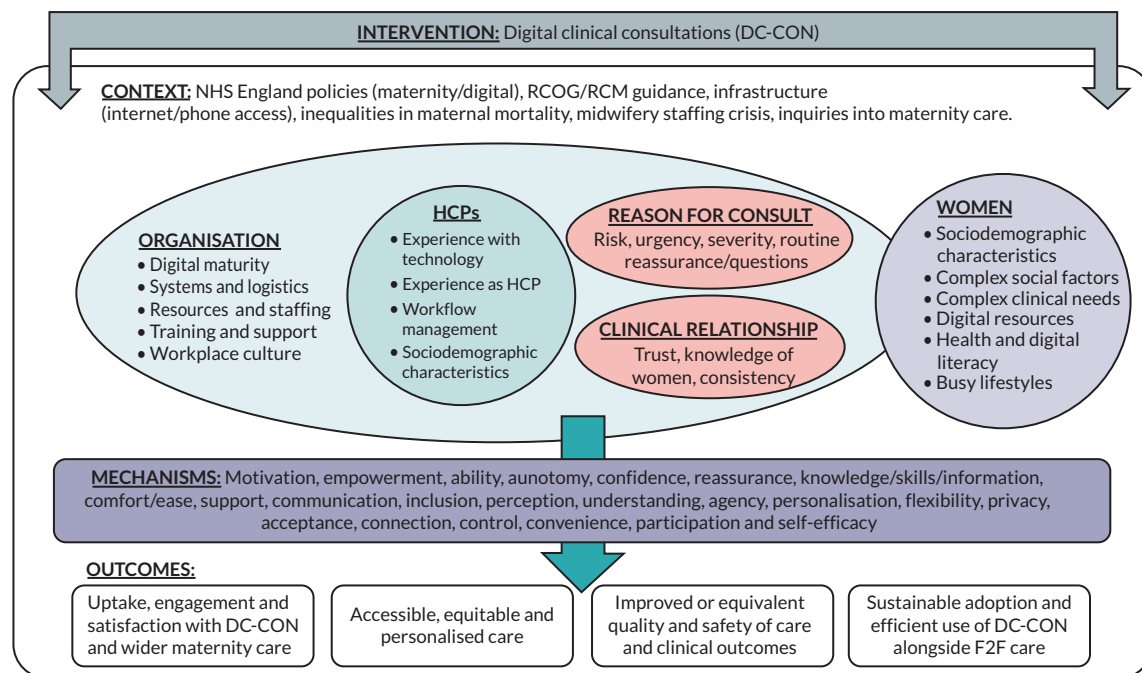 INTERVENTION: Digital clinical consultations (DC-CON)
CONTEXT: NHS England policies (maternity/digital), RCOG/RCM guidance, infrastructure
(internet/phone access), inequalities in maternal mortality, midwifery staffing crisis, inquiries into maternity care.
ORGANISATION
• Digital maturity
• Systems and logistics
• Resources and staffing
• Training and support
• Workplace culture
HCPs
• Experience with
technology
• Experience as HCP
• Workflow
management
• Sociodemographic
characteristics
REASON FOR CONSULT
Risk, urgency, severity, routine
reassurance/questions
CLINICAL RELATIONSHIP
Trust, knowledge of
women, consistency
WOMEN
• Sociodemographic
characteristics
• Complex social factors
• Complex clinical needs
• Digital resources
• Health and digital
literacy
• Busy lifestyles
MECHANISMS: Motivation, empowerment, ability, aunotomy, confidence, reassurance, knowledge/skills/information,
comfort/ease, support, communication, inclusion, perception, understanding, agency, personalisation, flexibility, privacy,
acceptance, connection, control, convenience, participation and self-efficacy
OUTCOMES:
Uptake, engagement and
satisfaction with DC-CON
and wider maternity care
Accessible, equitable and
personalised care
Improved or equivalent
quality and safety of care
and clinical outcomes
Sustainable adoption and
efficient use of DC-CON
alongside F2F care